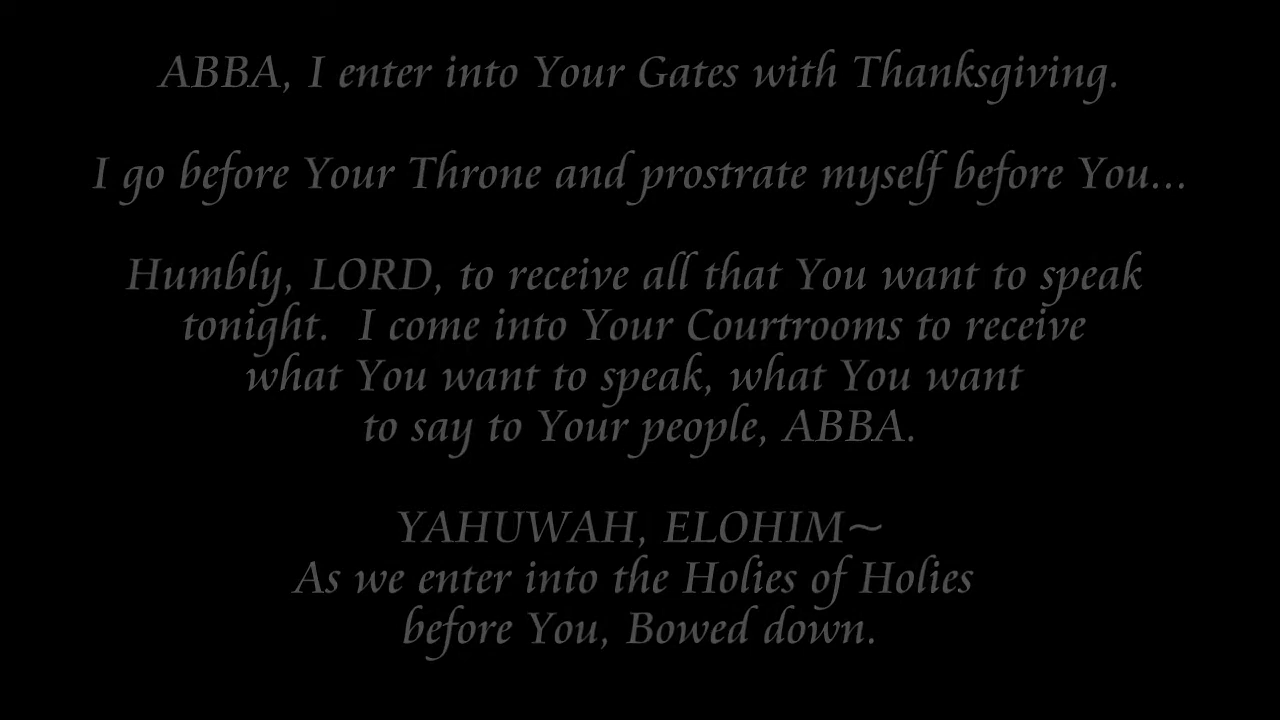 ABBA, I enter into Your Gates with Thanksgiving.
I go before Your Throne and prostrate myself before You...
Humbly, LORD, to receive all that You want to speak
tonight.  I come into Your Courtrooms to receive
what You want to speak, what You want
to say to Your people, ABBA.
YAHUWAH, ELOHIM~
As we enter into the Holies of Holies
before You, Bowed down.